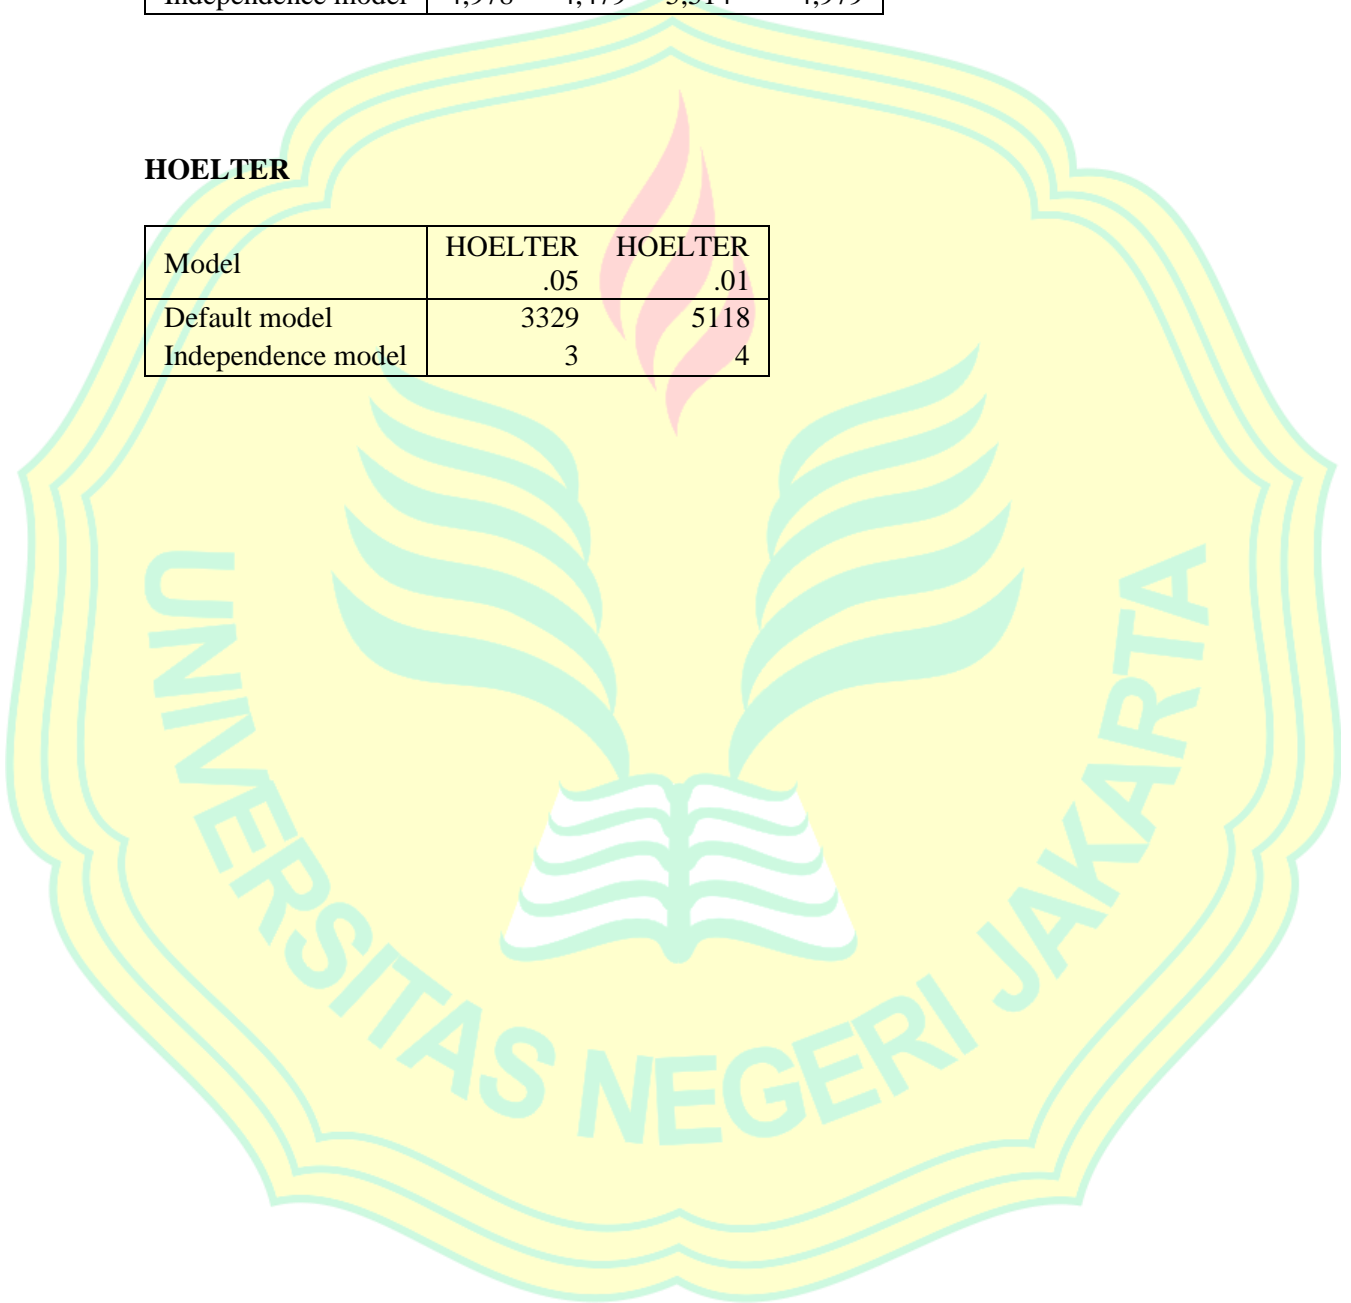 HOELTER
Model HOELTER HOELTER
.05 .01
Default model 3329 5118
Independence model 3 4
UNIVERSITAS NEGERI JAKARTA